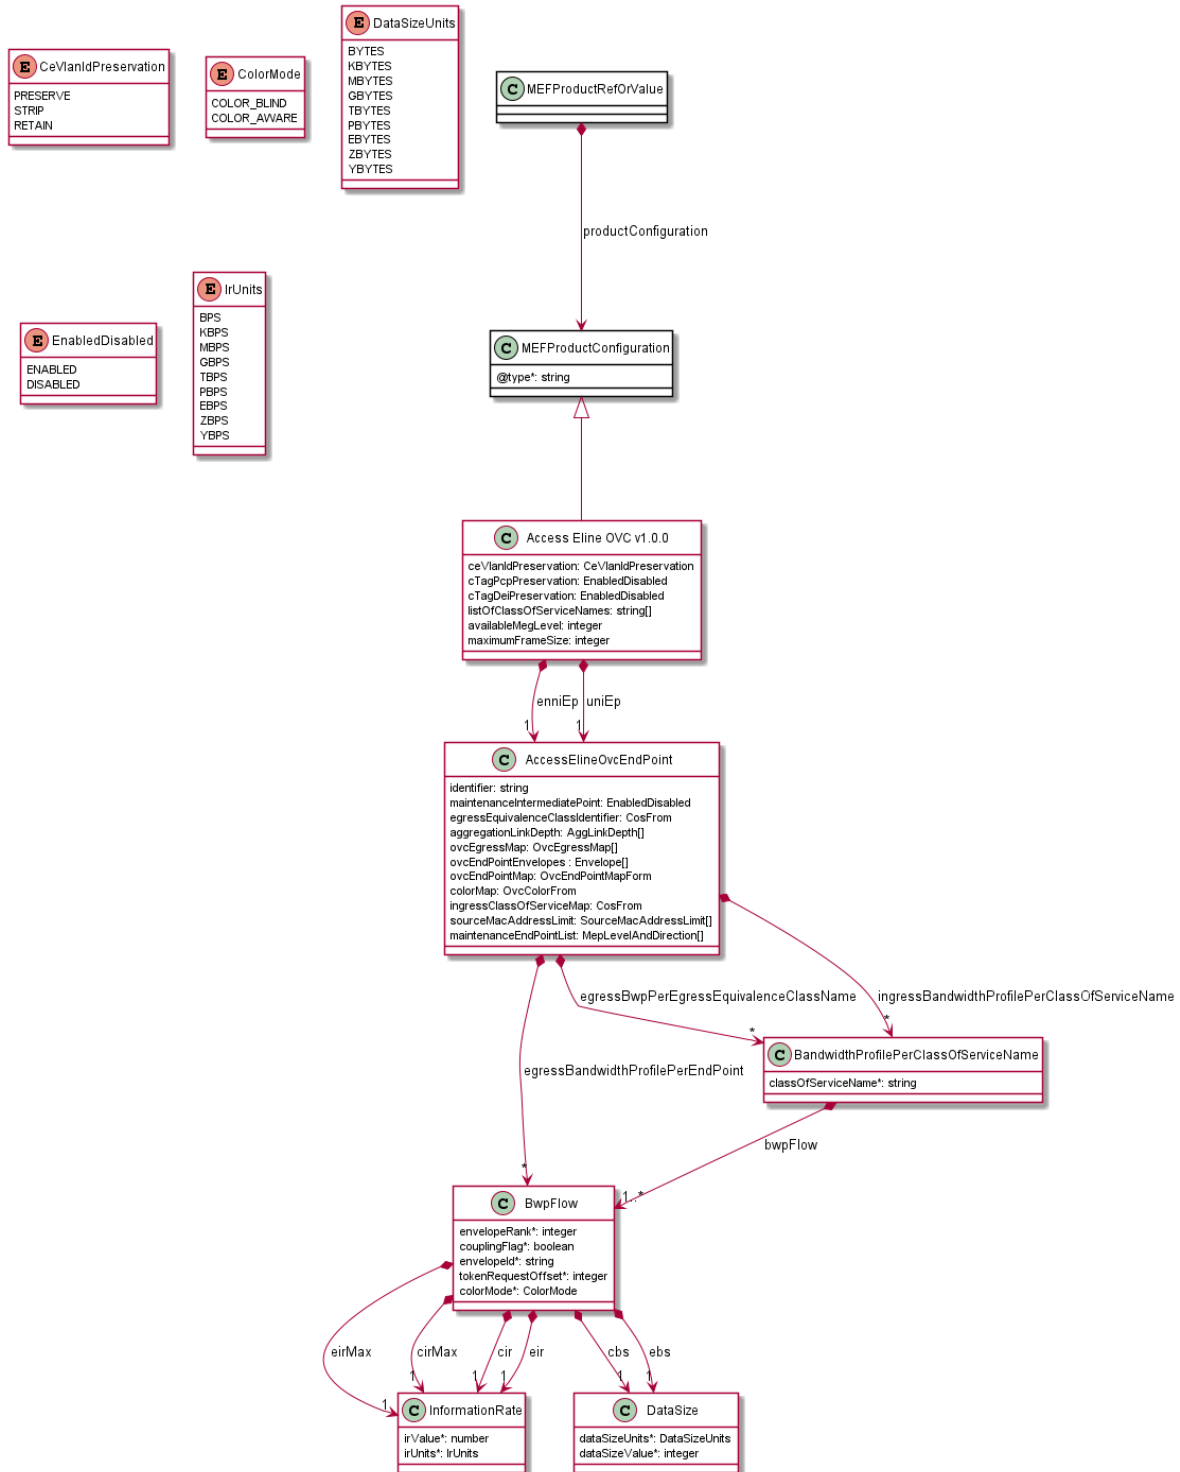 E CeVlanIdPreservation
PRESERVE
STRIP
RETAIN
E ColorMode
COLOR_BLIND
COLOR_AWARE
E DataSizeUnits
BYTES
KBYTES
MBYTES
GBYTES
TBYTES
PBYTES
EBYTES
ZBYTES
YBYTES
C MEFProductRefOrValue
productConfiguration
E EnabledDisabled
ENABLED
DISABLED
E IrUnits
BPS
KBPS
MBPS
GBPS
TBPS
PBPS
EBPS
ZBPS
YBPS
C MEFProductConfiguration
@type*: string
C Access Eline OVC v1.0.0
ceVlanIdPreservation: CeVlanIdPreservation
cTagPcpPreservation: EnabledDisabled
cTagDeiPreservation: EnabledDisabled
listOfClassOfServiceNames: string[]
availableMegLevel: integer
maximumFrameSize: integer
enniEp uniEp
1 1
C AccessElineOvcEndPoint
identifier: string
maintenanceIntermediatePoint: EnabledDisabled
egressEquivalenceClassIdentifier: CosFrom
aggregationLinkDepth: AggLinkDepth[]
ovcEgressMap: OvcEgressMap[]
ovcEndPointEnvelopes : Envelope[]
ovcEndPointMap: OvcEndPointMapForm
colorMap: OvcColorFrom
ingressClassOfServiceMap: CosFrom
sourceMacAddressLimit: SourceMacAddressLimit[]
maintenanceEndPointList: MepLevelAndDirection[]
egressBwpPerEgressEquivalenceClassName ingressBandwidthProfilePerClassOfServiceName
* *
C BandwidthProfilePerClassOfServiceName
classOfServiceName*: string
egressBandwidthProfilePerEndPoint
bwpFlow
* 1..*
C BwpFlow
envelopeRank*: integer
couplingFlag*: boolean
envelopeId*: string
tokenRequestOffset*: integer
colorMode*: ColorMode
eirMax cirMax cir eir cbs ebs
1 1 1 1 1 1
C InformationRate
irValue*: number
irUnits*: IrUnits
C DataSize
dataSizeUnits*: DataSizeUnits
dataSizeValue*: integer